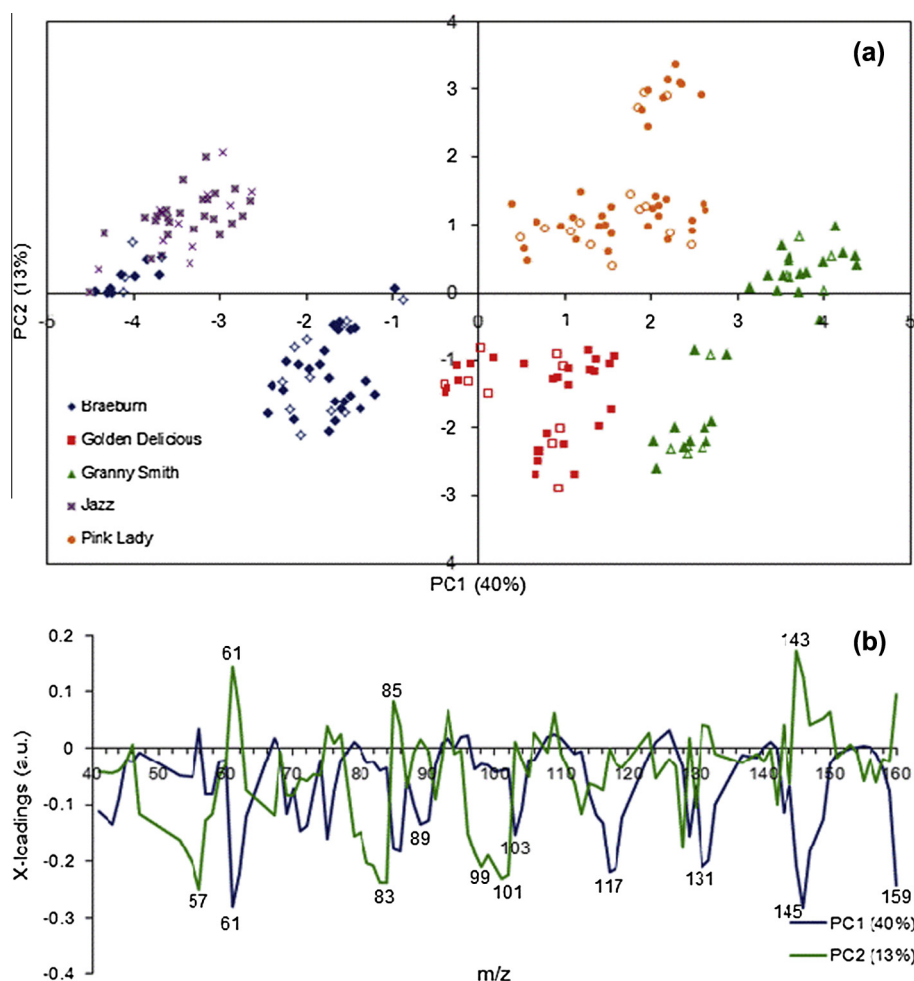 (a)
4
3
2
1
0
-4 -3 -2 -1 0 1 2 3 4 5
-1
-2
-3
4
PC2 (13%)
PC1 (40%)
Braeburn
Golden Delicious
Granny Smith
Jazz
Pink Lady
(b)
0.2
0.1
0
-0.1
-0.2
-0.3
-0.4
X-loadings (s.u.)
61 85 143
40 50 60 70 80 90 100 110 120 130 140 150 160
57 61 83 89 99 101 103 117 131 145 159
m/z
PC1 (40%)
PC2 (13%)